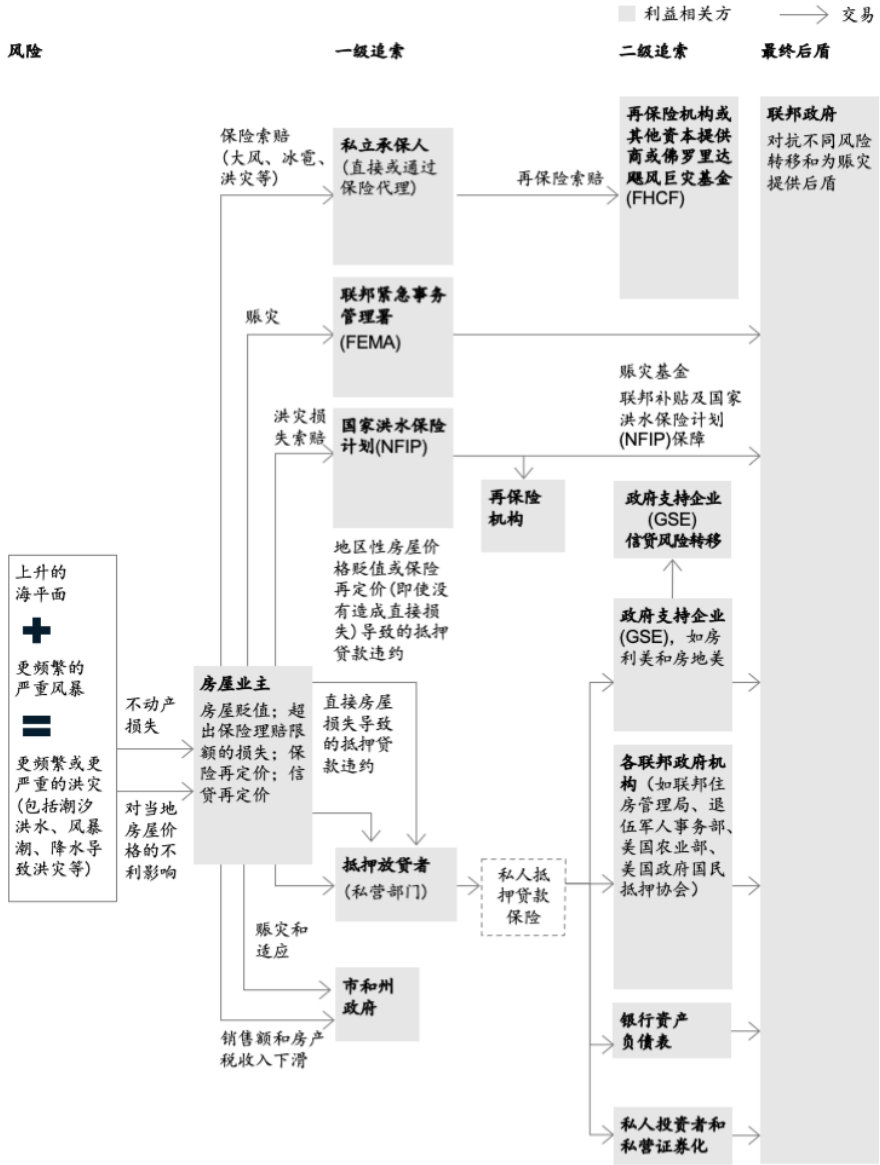 利益相关方
交易
风险
一级追索
二级追索
最终后盾
保险索赔
(大风、冰雹、
洪灾等)
私立承保人
(直接或通过
保险代理)
再保险索赔
再保险机构或
其他资本提供
商或佛罗里达
飓风巨灾基金
(FHCF)
联邦政府
对抗不同风险
转移和为赈灾
提供后盾
赈灾
联邦紧急事务
管理署
(FEMA)
洪灾损
失索赔
国家洪水保险
计划(NFIP)
赈灾基金
联邦补贴及国家
洪水保险计划
(NFIP)保障
再保险
机构
政府支持企业
(GSE)
信贷风险转移
地区性房屋价
格贬值或保险
再定价(即使没
有造成直接损
失)导致的抵押
贷款违约
上升的
海平面
更频繁的
严重风暴
更频繁或更
严重的洪灾
(包括潮汐
洪水、风暴
潮、降水导
致洪灾等)
不动产
损失
对当地
房屋价
格的不
利影响
房屋业主
房屋贬值；超
出保险理赔限
额的损失；保
险再定价；信
贷再定价
直接房屋
损失导致
的抵押贷
款违约
政府支持企业
(GSE)，如房
利美和房地美
各联邦政府机
构（如联邦住
房管理局、退
伍军人事务部、
美国农业部、
美国政府国民
抵押协会）
抵押放贷者
(私营部门)
私人抵
押贷款
保险
赈灾和
适应
市和州
政府
销售额和房产
税收入下滑
银行资产
负债表
私人投资者和
私营证券化